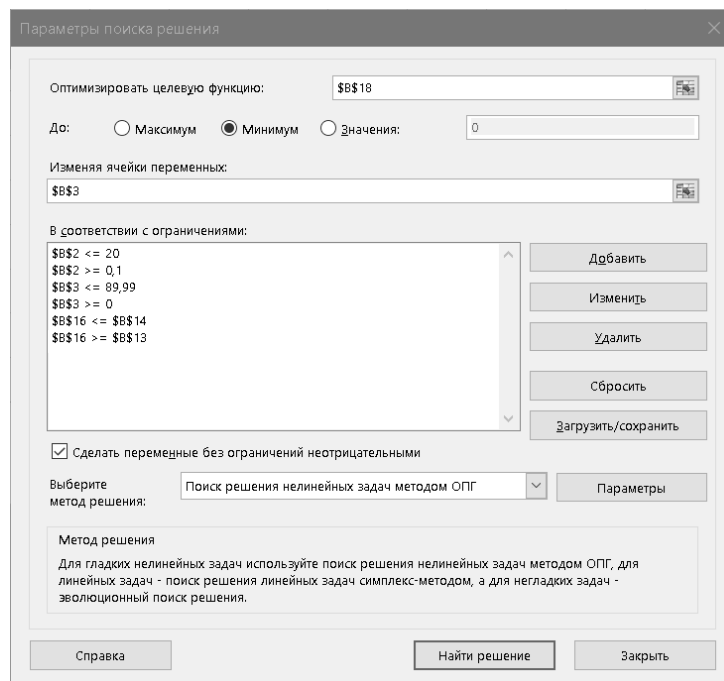 Параметры поиска решения
Оптимизировать целевую функцию: $B$18
До: Максимум Минимум Значения: 0
Изменяя ячейки переменных:
$B$3
В соответствии с ограничениями:
$B$2 <= 20
$B$2 >= 0,1
$B$3 <= 89,99
$B$3 >= 0
$B$16 <= $B$14
$B$16 >= $B$13
Добавить
Изменить
Удалить
Сбросить
Загрузить/сохранить
Сделать переменные без ограничений неотрицательными
Выберите
метод решения:
Поиск решения нелинейных задач методом ОПГ
Параметры
Метод решения
Для гладких нелинейных задач используйте поиск решения нелинейных задач методом ОПГ, для
линейных задач - поиск решения линейных задач симплекс-методом, а для негладких задач -
эволюционный поиск решения.
Справка Найти решение Закрыть